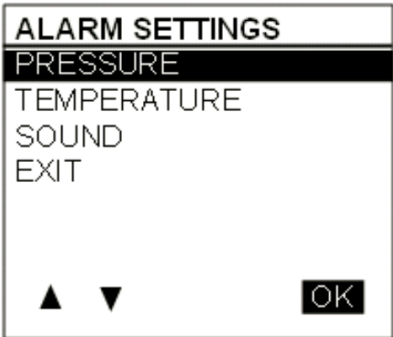 ALARM SETTINGS
PRESSURE
TEMPERATURE
SOUND
EXIT
▲ ▼ OK